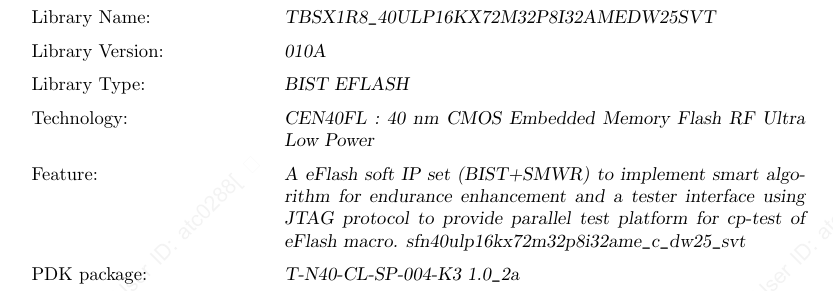 Library Name: TBSX1R8_40ULP16KX72M32P8I32AMEDW25SVT
Library Version: 010A
Library Type: BIST EFLASH
Technology: CEN40FL : 40 nm CMOS Embedded Memory Flash RF Ultra
Low Power
Feature: A eFlash soft IP set (BIST+SMWR) to implement smart algo-
rithm for endurance enhancement and a tester interface using
JTAG protocol to provide parallel test platform for cp-test of
eFlash macro. sfn40ulp16kx72m32p8i32ame_c_dw25_svt
PDK package: T-N40-CL-SP-004-K3 1.0_2a